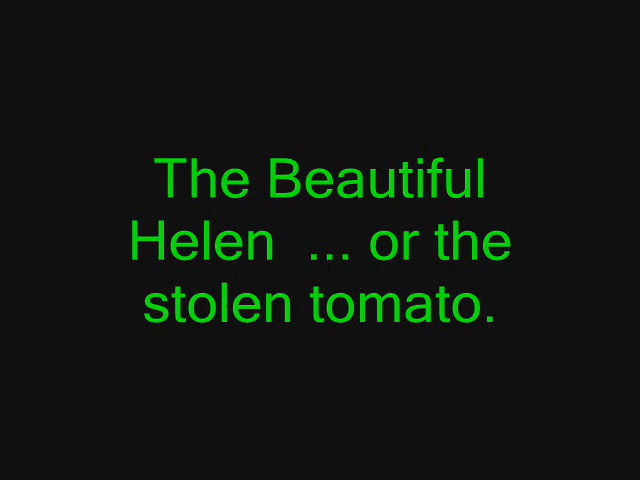 The Beautiful
Helen  ... or the
stolen tomato.